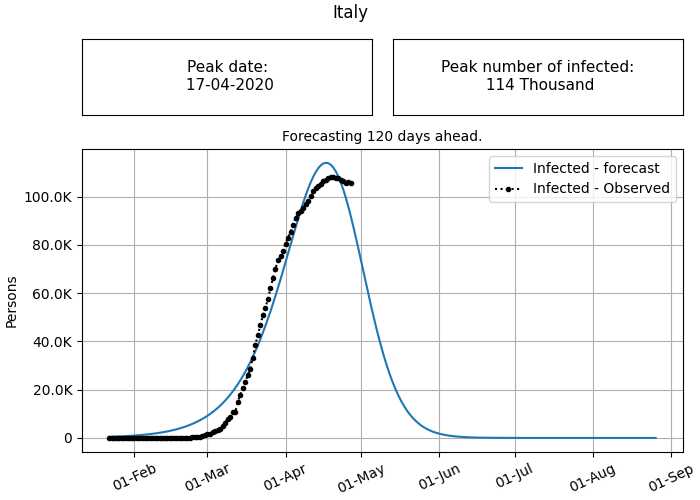 Italy
Peak date:
17-04-2020
Peak number of infected:
114 Thousand
Forecasting 120 days ahead.
Infected - forecast
Infected - Observed
Persons
100.0K
80.0K
60.0K
40.0K
20.0K
0
01-Feb
01-Mar
01-Apr
01-May
01-Jun
01-Jul
01-Aug
01-Sep